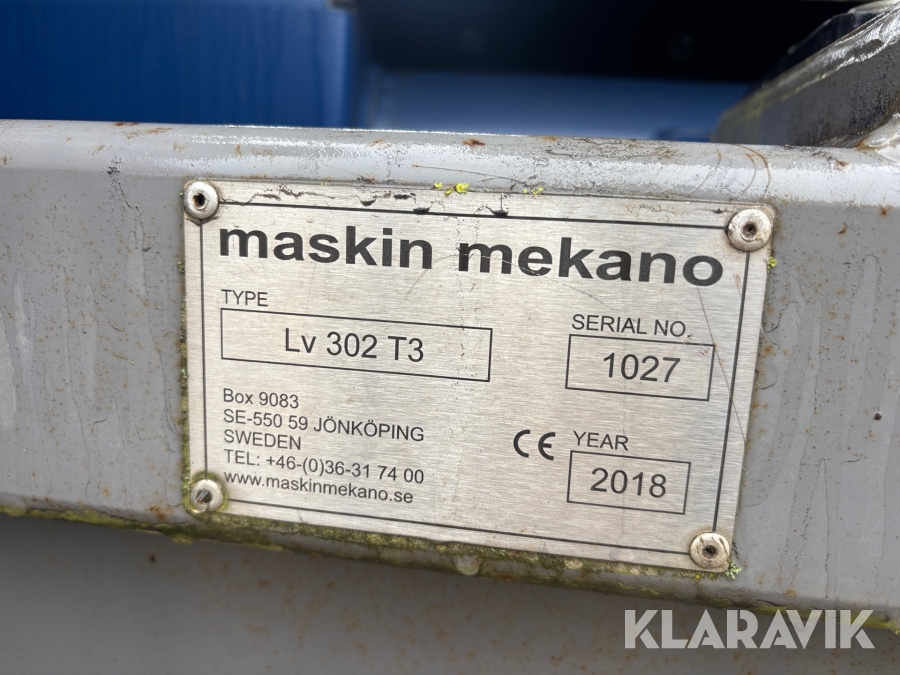 maskin mekano
TYPE
Lv 302 T3
SERIAL NO.
1027
Box 9083
SE-550 59 JÖNKÖPING
SWEDEN
TEL: +46-(0)36-31 74 00
www.maskinmekano.se
CE
YEAR
2018
KLARAVIK